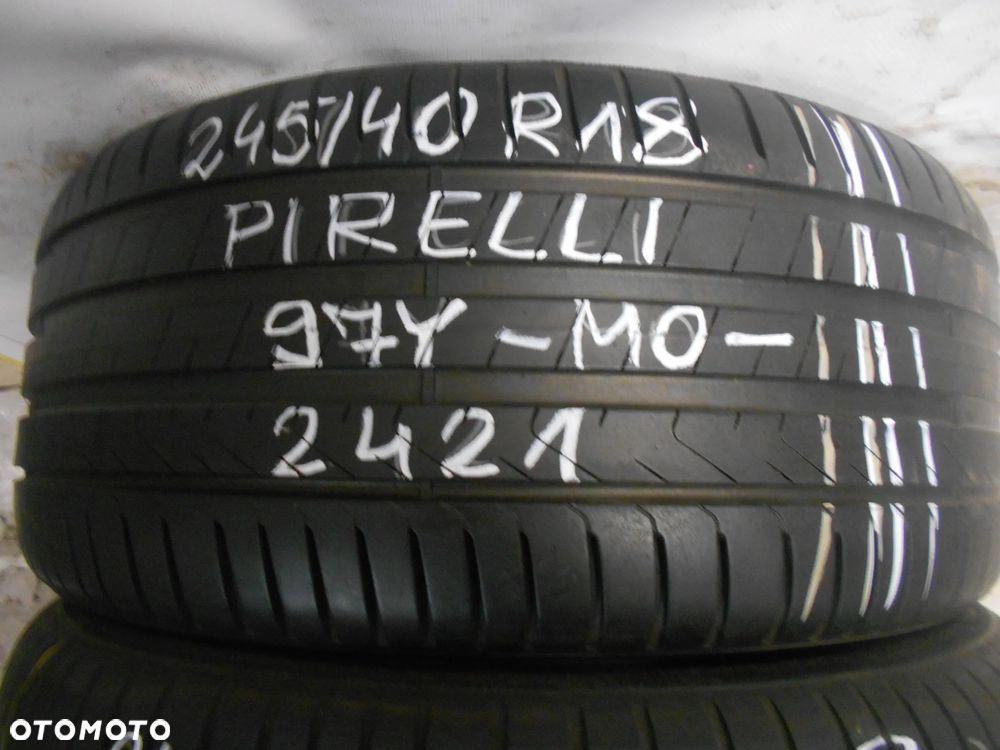 245/40 R18
PIRELLI
97Y -MO-
2421
OTOMOTO